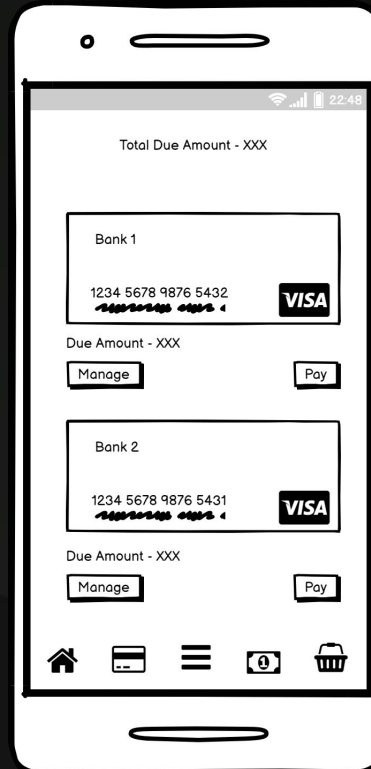 22:48
Total Due Amount - XXX
Bank 1
1234 5678 9876 5432
VISA
Due Amount - XXX
Manage
Pay
Bank 2
1234 5678 9876 5431
VISA
Due Amount - XXX
Manage
Pay
1